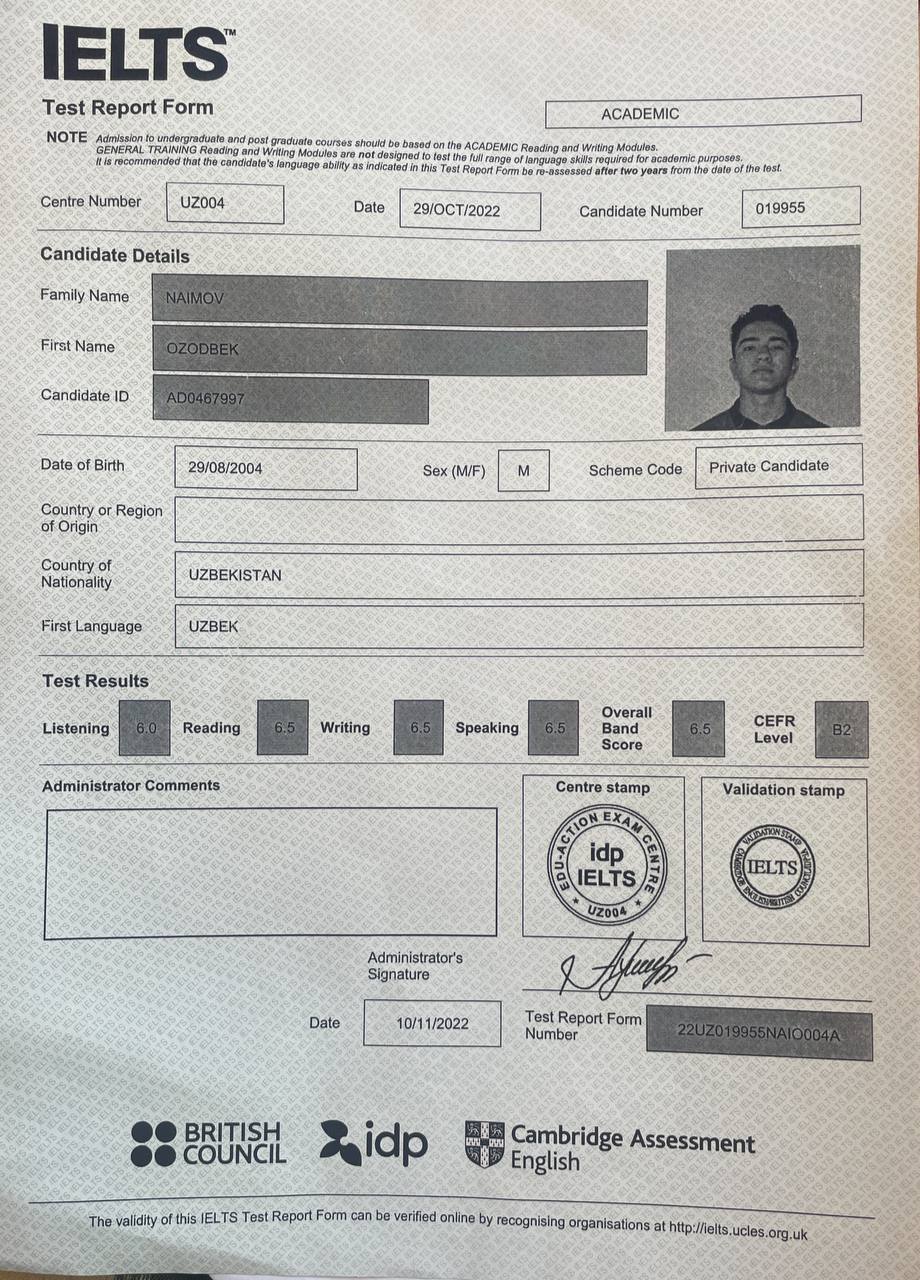 IELTS™
Test Report Form
ACADEMIC
NOTE Admission to undergraduate and post graduate courses should be based on the ACADEMIC Reading and Writing Modules.
GENERAL TRAINING Reading and Writing Modules are not designed to test the full range of language skills required for academic purposes.
It is recommended that the candidate's language ability as indicated in this Test Report Form be re-assessed after two years from the date of the test.
Centre Number UZ004 Date 29/OCT/2022 Candidate Number 019955
Candidate Details
Family Name NAIMOV
First Name OZODBEK
Candidate ID AD0467997
Date of Birth 29/08/2004 Sex (M/F) M Scheme Code Private Candidate
Country or Region
of Origin
Country of
Nationality UZBEKISTAN
First Language UZBEK
Test Results
Listening 6.0 Reading 6.5 Writing 6.5 Speaking 6.5 Overall Band Score 6.5 CEFR Level B2
Administrator Comments
Centre stamp
EDU-ACTION EXAM CENTRE
idp
IELTS
UZ004
Validation stamp
VALIDATION STAMP
IELTS
Administrator's
Signature
Date 10/11/2022
Test Report Form
Number 22UZ019955NAIO004A
BRITISH
COUNCIL
idp
Cambridge Assessment
English
The validity of this IELTS Test Report Form can be verified online by recognising organisations at http://ielts.ucles.org.uk